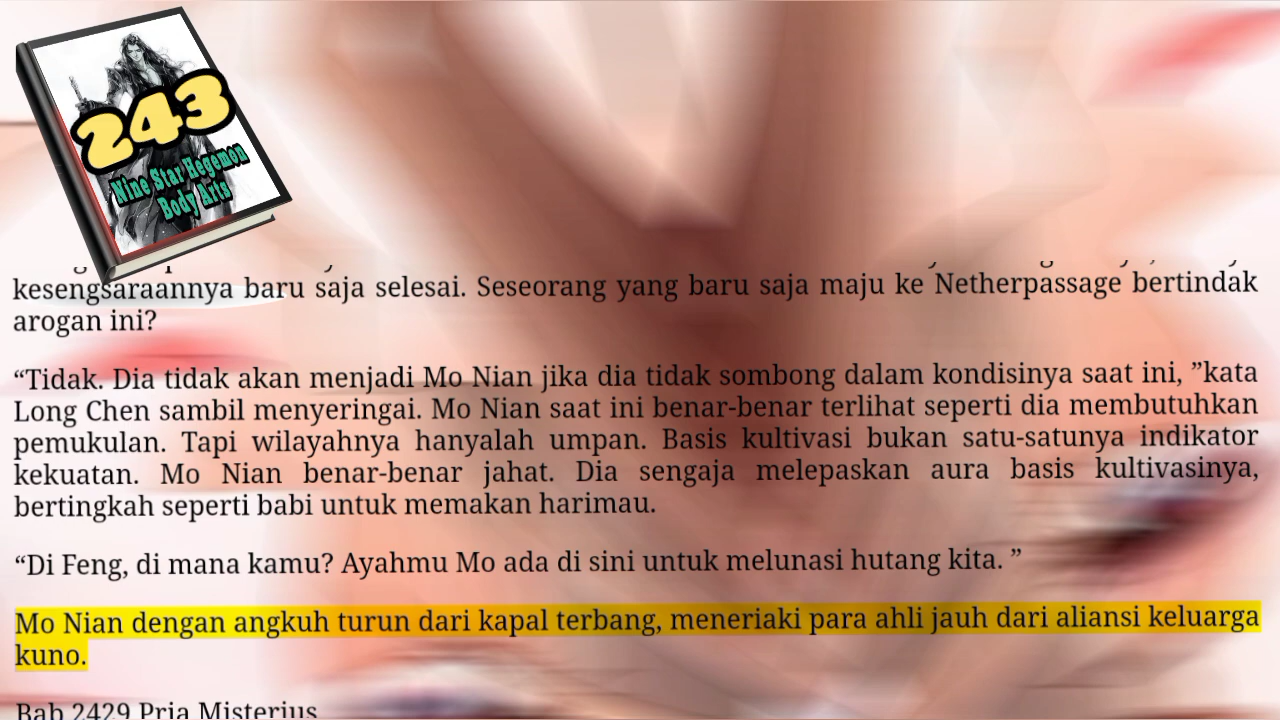 243
Nine Star Hegemon
Body Arts
kesengsaraannya baru saja selesai. Seseorang yang baru saja maju ke Netherpassage bertindak
arogan ini?
“Tidak. Dia tidak akan menjadi Mo Nian jika dia tidak sombong dalam kondisinya saat ini, ”kata
Long Chen sambil menyeringai. Mo Nian saat ini benar-benar terlihat seperti dia membutuhkan
pemukulan. Tapi wilayahnya hanyalah umpan. Basis kultivasi bukan satu-satunya indikator
kekuatan. Mo Nian benar-benar jahat. Dia sengaja melepaskan aura basis kultivasinya,
bertingkah seperti babi untuk memakan harimau.
“Di Feng, di mana kamu? Ayahmu Mo ada di sini untuk melunasi hutang kita. ”
Mo Nian dengan angkuh turun dari kapal terbang, meneriaki para ahli jauh dari aliansi keluarga
kuno.
Bab 2429 Pria Misterius